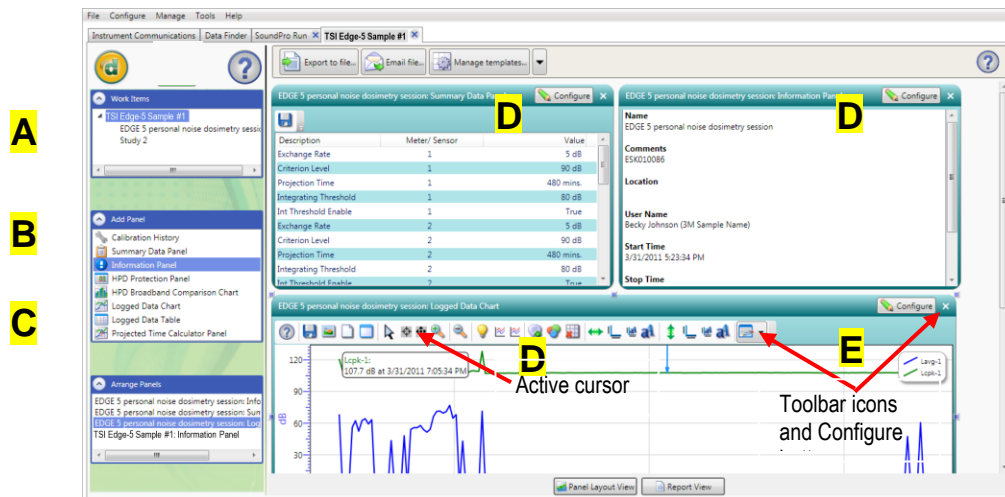 File Configure Manage Tools Help
Instrument Communications Data Finder SoundPro Run TSI Edge-5 Sample #1
Export to file... Email file... Manage templates...
A
Work Items
TSI Edge-5 Sample #1
EDGE 5 personal noise dosimetry sessi
Study 2
B
Add Panel
Calibration History
Summary Data Panel
Information Panel
HPD Protection Panel
HPD Broadband Comparison Chart
Logged Data Chart
Logged Data Table
Projected Time Calculator Panel
C
Arrange Panels
EDGE 5 personal noise dosimetry session: Info
EDGE 5 personal noise dosimetry session: Sum
EDGE 5 personal noise dosimetry session: Log
TSI Edge-5 Sample #1: Information Panel
EDGE 5 personal noise dosimetry session: Summary Data Pa Configure
D
Description Meter/ Sensor Value
Exchange Rate 1 5 dB
Criterion Level 1 90 dB
Projection Time 1 480 mins.
Integrating Threshold 1 80 dB
Int Threshold Enable 1 True
Exchange Rate 2 5 dB
Criterion Level 2 90 dB
Projection Time 2 480 mins.
Integrating Threshold 2 80 dB
Int Threshold Enable 2 True
EDGE 5 personal noise dosimetry session: Information Panel Configure
D
Name
EDGE 5 personal noise dosimetry session
Comments
ESK010086
Location
User Name
Becky Johnson (3M Sample Name)
Start Time
3/31/2011 5:23:34 PM
Stop Time
EDGE 5 personal noise dosimetry session: Logged Data Chart Configure
D
E
120
90
60
30
dB
Lcpk-1:
107.7 dB at 3/31/2011 7:05:34 PM
Lavg-1
Lcpk-1
Active cursor
Toolbar icons
and Configure
Panel Layout View Report View